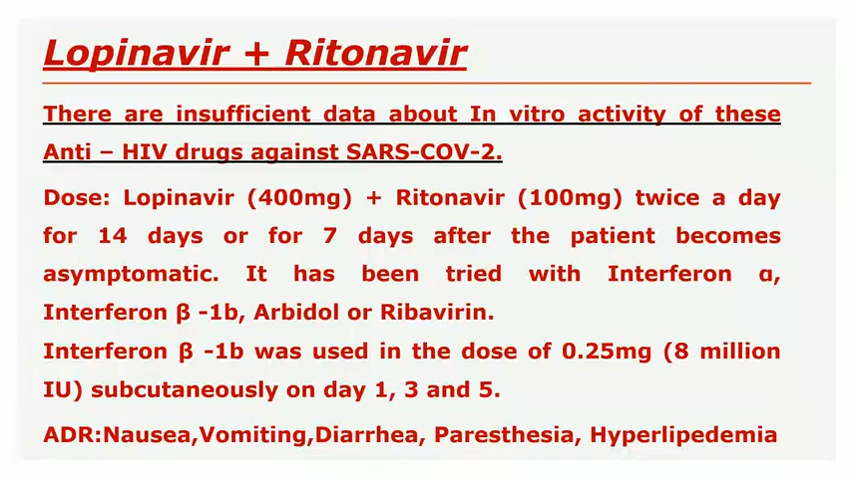 Lopinavir + Ritonavir
There are insufficient data about In vitro activity of these
Anti – HIV drugs against SARS-COV-2.
Dose: Lopinavir (400mg) + Ritonavir (100mg) twice a day
for 14 days or for 7 days after the patient becomes
asymptomatic. It has been tried with Interferon α,
Interferon β -1b, Arbidol or Ribavirin.
Interferon β -1b was used in the dose of 0.25mg (8 million
IU) subcutaneously on day 1, 3 and 5.
ADR:Nausea,Vomiting,Diarrhea, Paresthesia, Hyperlipedemia